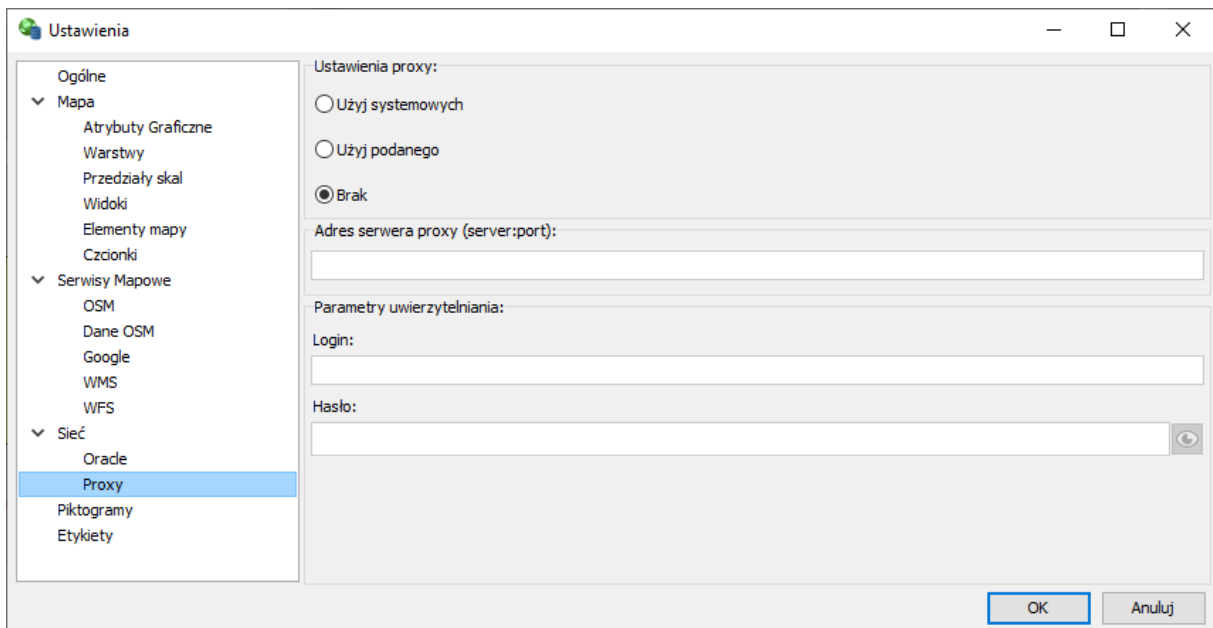 Ustawienia
Ogólne
Mapa
Atrybuty Graficzne
Warstwy
Przedziały skal
Widoki
Elementy mapy
Czcionki
Serwisy Mapowe
OSM
Dane OSM
Google
WMS
WFS
Sieć
Oracle
Proxy
Piktogramy
Etykiety
Ustawienia proxy:
Użyj systemowych
Użyj podanego
Brak
Adres serwera proxy (server:port):
Parametry uwierzytelniania:
Login:
Hasło:
OK
Anuluj